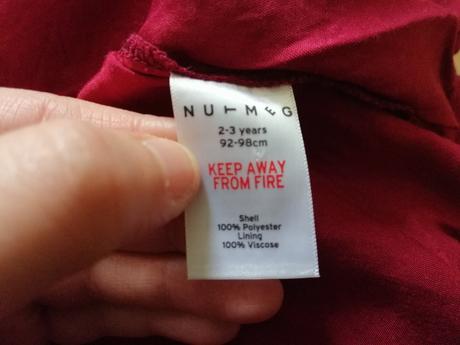 NUTMEG
2-3 years
92-98cm
KEEP AWAY
FROM FIRE
Shell
100% Polyester
Lining
100% Viscose